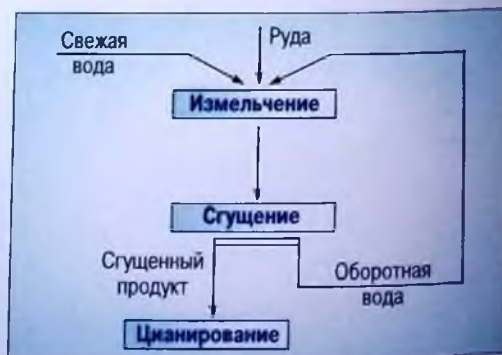 Свежая
вода
Руда
Измельчение
Сгущение
Сгущенный
продукт
Оборотная
вода
Цианирование